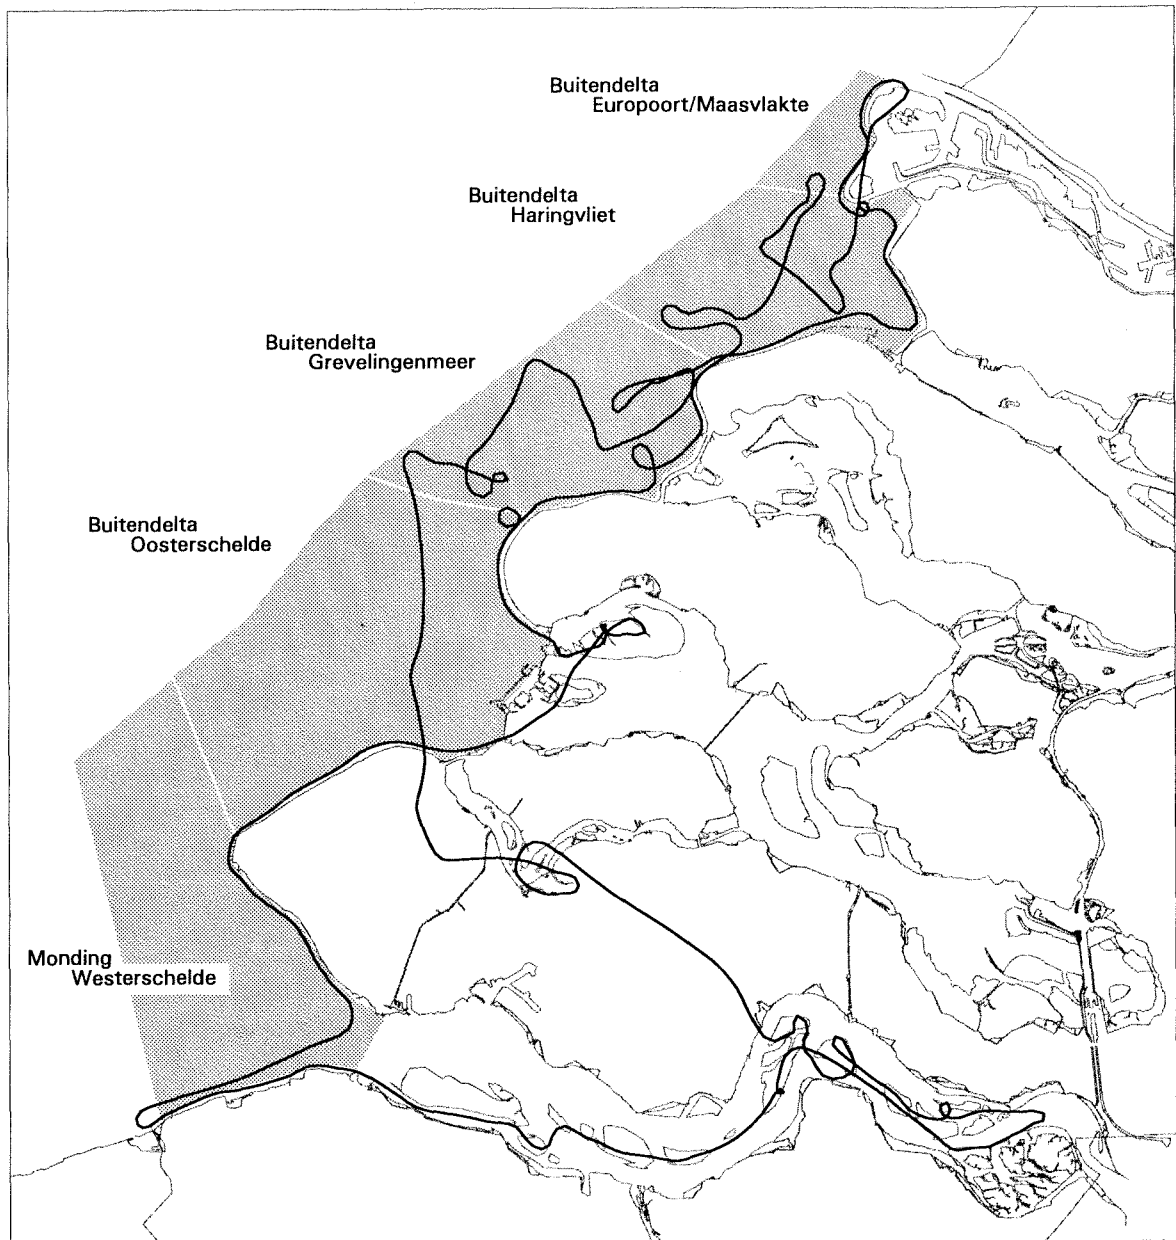 Buitendelta
Europoort/Maasvlakte
Buitendelta
Haringvliet
Buitendelta
Grevelingenmeer
Buitendelta
Oosterschelde
Monding
Westerschelde